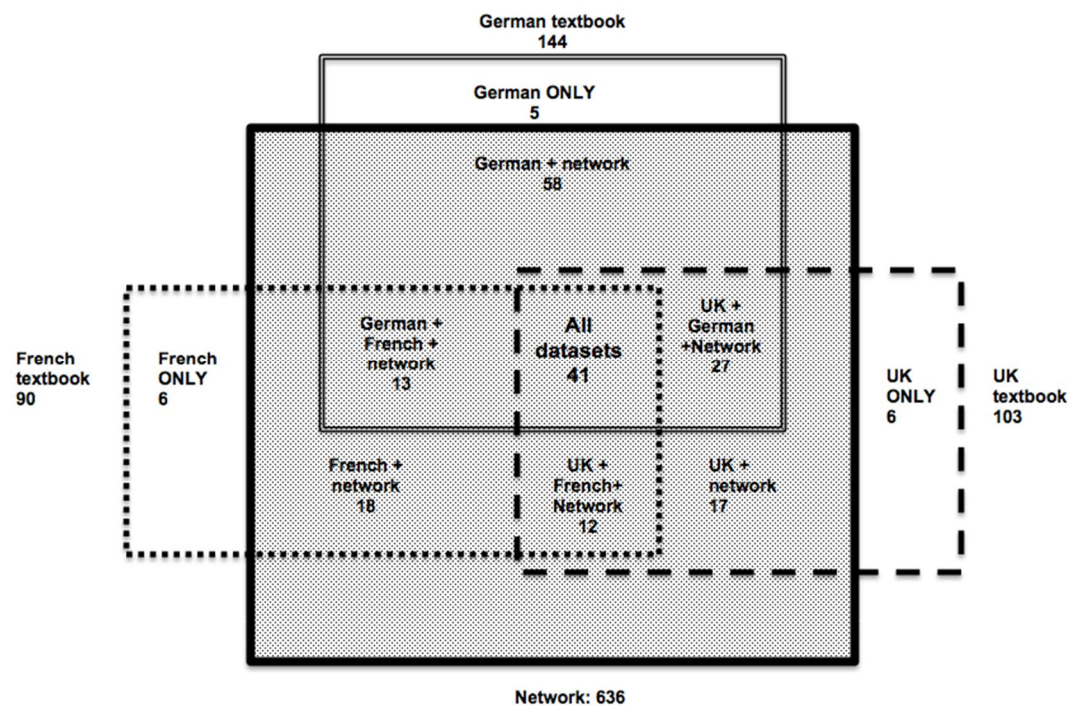 German textbook
144
German ONLY
5
German + network
58
German +
French +
network
13
All
datasets
41
UK +
German
+Network
27
French
textbook
90
French
ONLY
6
UK
ONLY
6
UK
textbook
103
French +
network
18
UK +
French+
Network
12
UK +
network
17
Network: 636